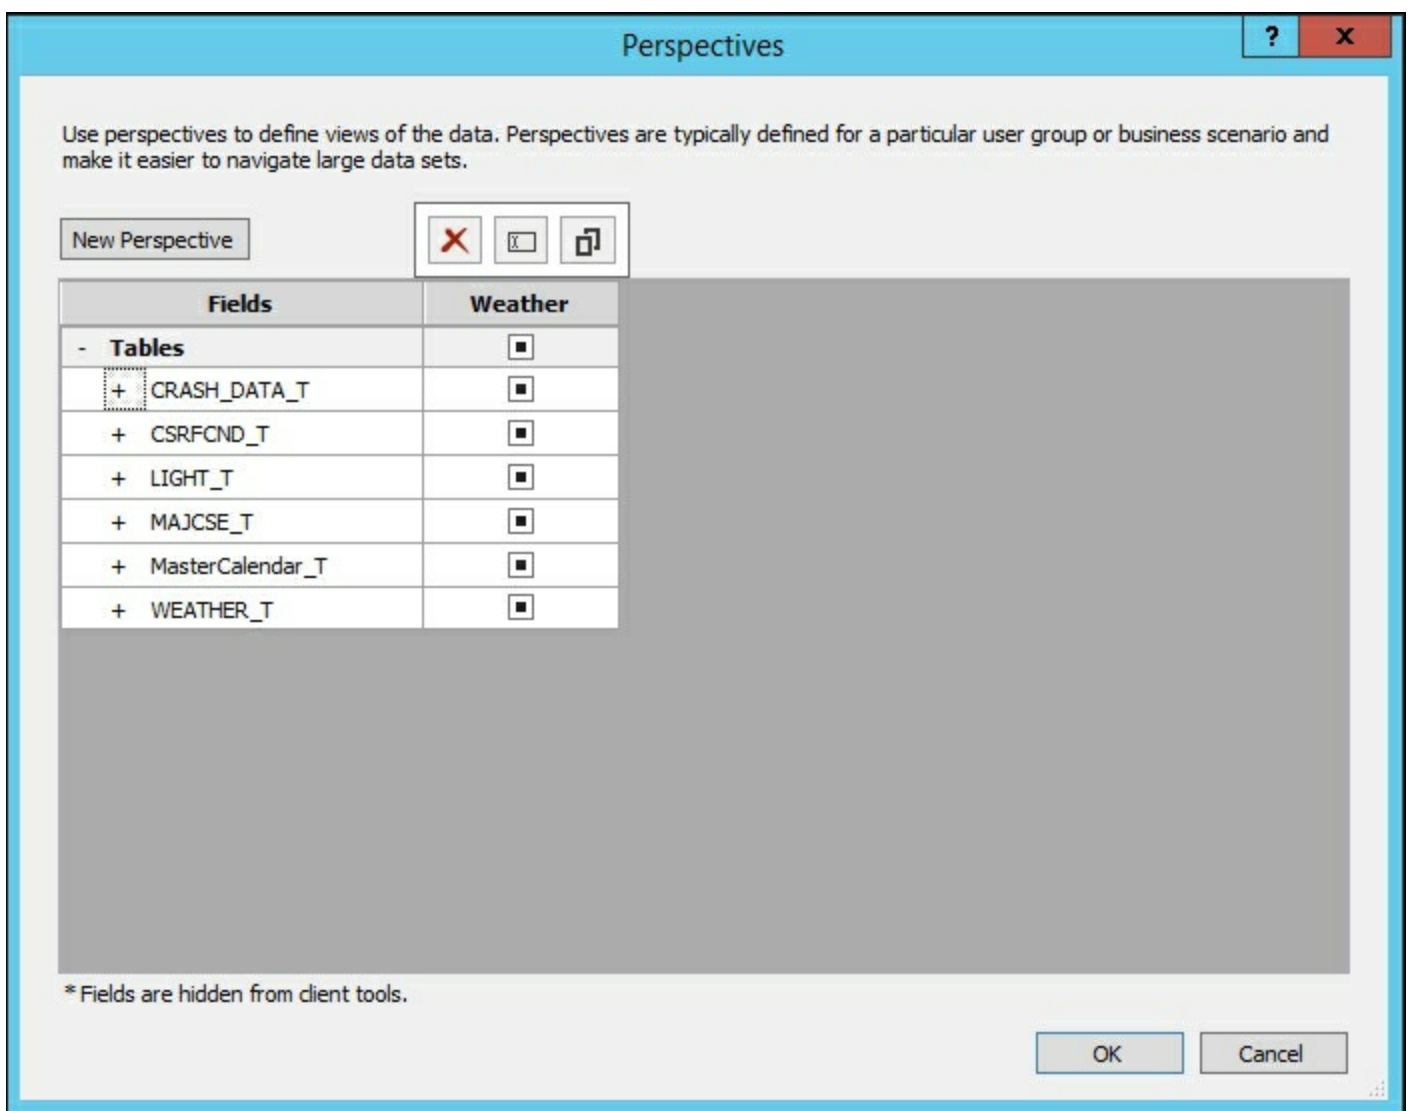 Perspectives
?
x
Use perspectives to define views of the data. Perspectives are typically defined for a particular user group or business scenario and
make it easier to navigate large data sets.
New Perspective
Fields Weather
- Tables
+ CRASH_DATA_T
+ CSRFCND_T
+ LIGHT_T
+ MAJCSE_T
+ MasterCalendar_T
+ WEATHER_T
* Fields are hidden from client tools.
OK Cancel